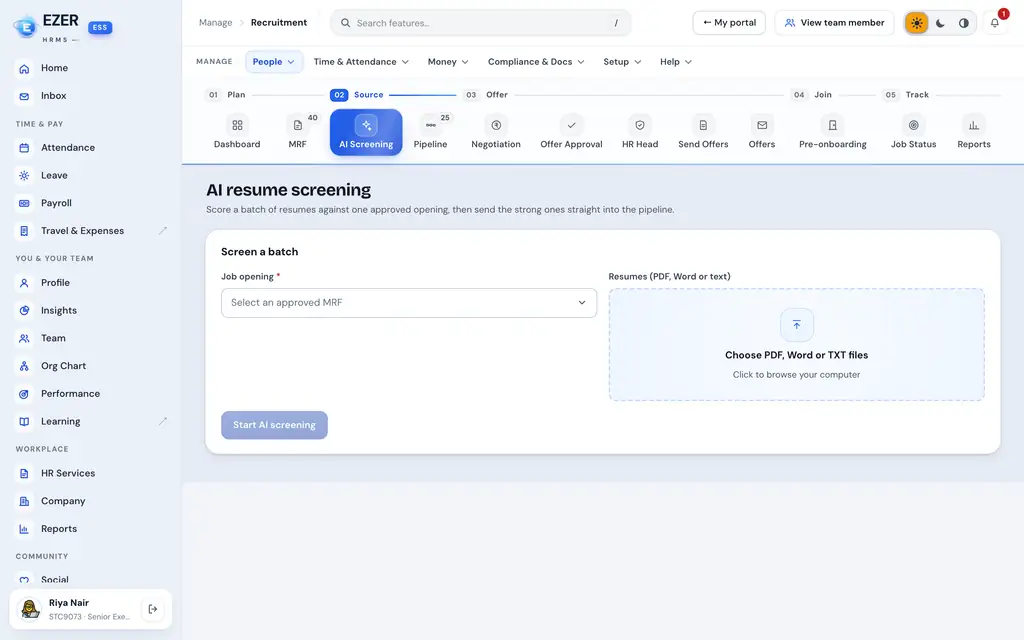 EZER
HRMS
ESS
Home
Inbox
TIME & PAY
Attendance
Leave
Payroll
Travel & Expenses
YOU & YOUR TEAM
Profile
Insights
Team
Org Chart
Performance
Learning
WORKPLACE
HR Services
Company
Reports
COMMUNITY
Social
Riya Nair
STC9073 · Senior Exe...
Manage > Recruitment
Search features...
/
← My portal
View team member
1
MANAGE
People
Time & Attendance
Money
Compliance & Docs
Setup
Help
01 Plan
02 Source
03 Offer
04 Join
05 Track
Dashboard
MRF 40
AI Screening
Pipeline 25
Negotiation
Offer Approval
HR Head
Send Offers
Offers
Pre-onboarding
Job Status
Reports
AI resume screening
Score a batch of resumes against one approved opening, then send the strong ones straight into the pipeline.
Screen a batch
Job opening *
Select an approved MRF
Resumes (PDF, Word or text)
Choose PDF, Word or TXT files
Click to browse your computer
Start AI screening